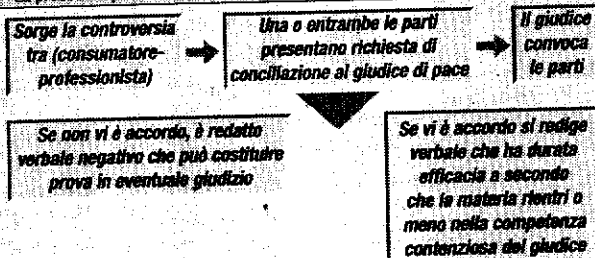 Sorge la controversia
tra (consumatore-
professionista)
Una o entrambe le parti
presentano richiesta di
conciliazione al giudice di pace
Il giudice
convoca
le parti
Se non vi è accordo, è redatto
verbale negativo che può costituire
prova in eventuale giudizio
Se vi è accordo si redige
verbale che ha durata
efficacia a secondo
che la materia rientri o
meno nella competenza
contenziosa del giudice